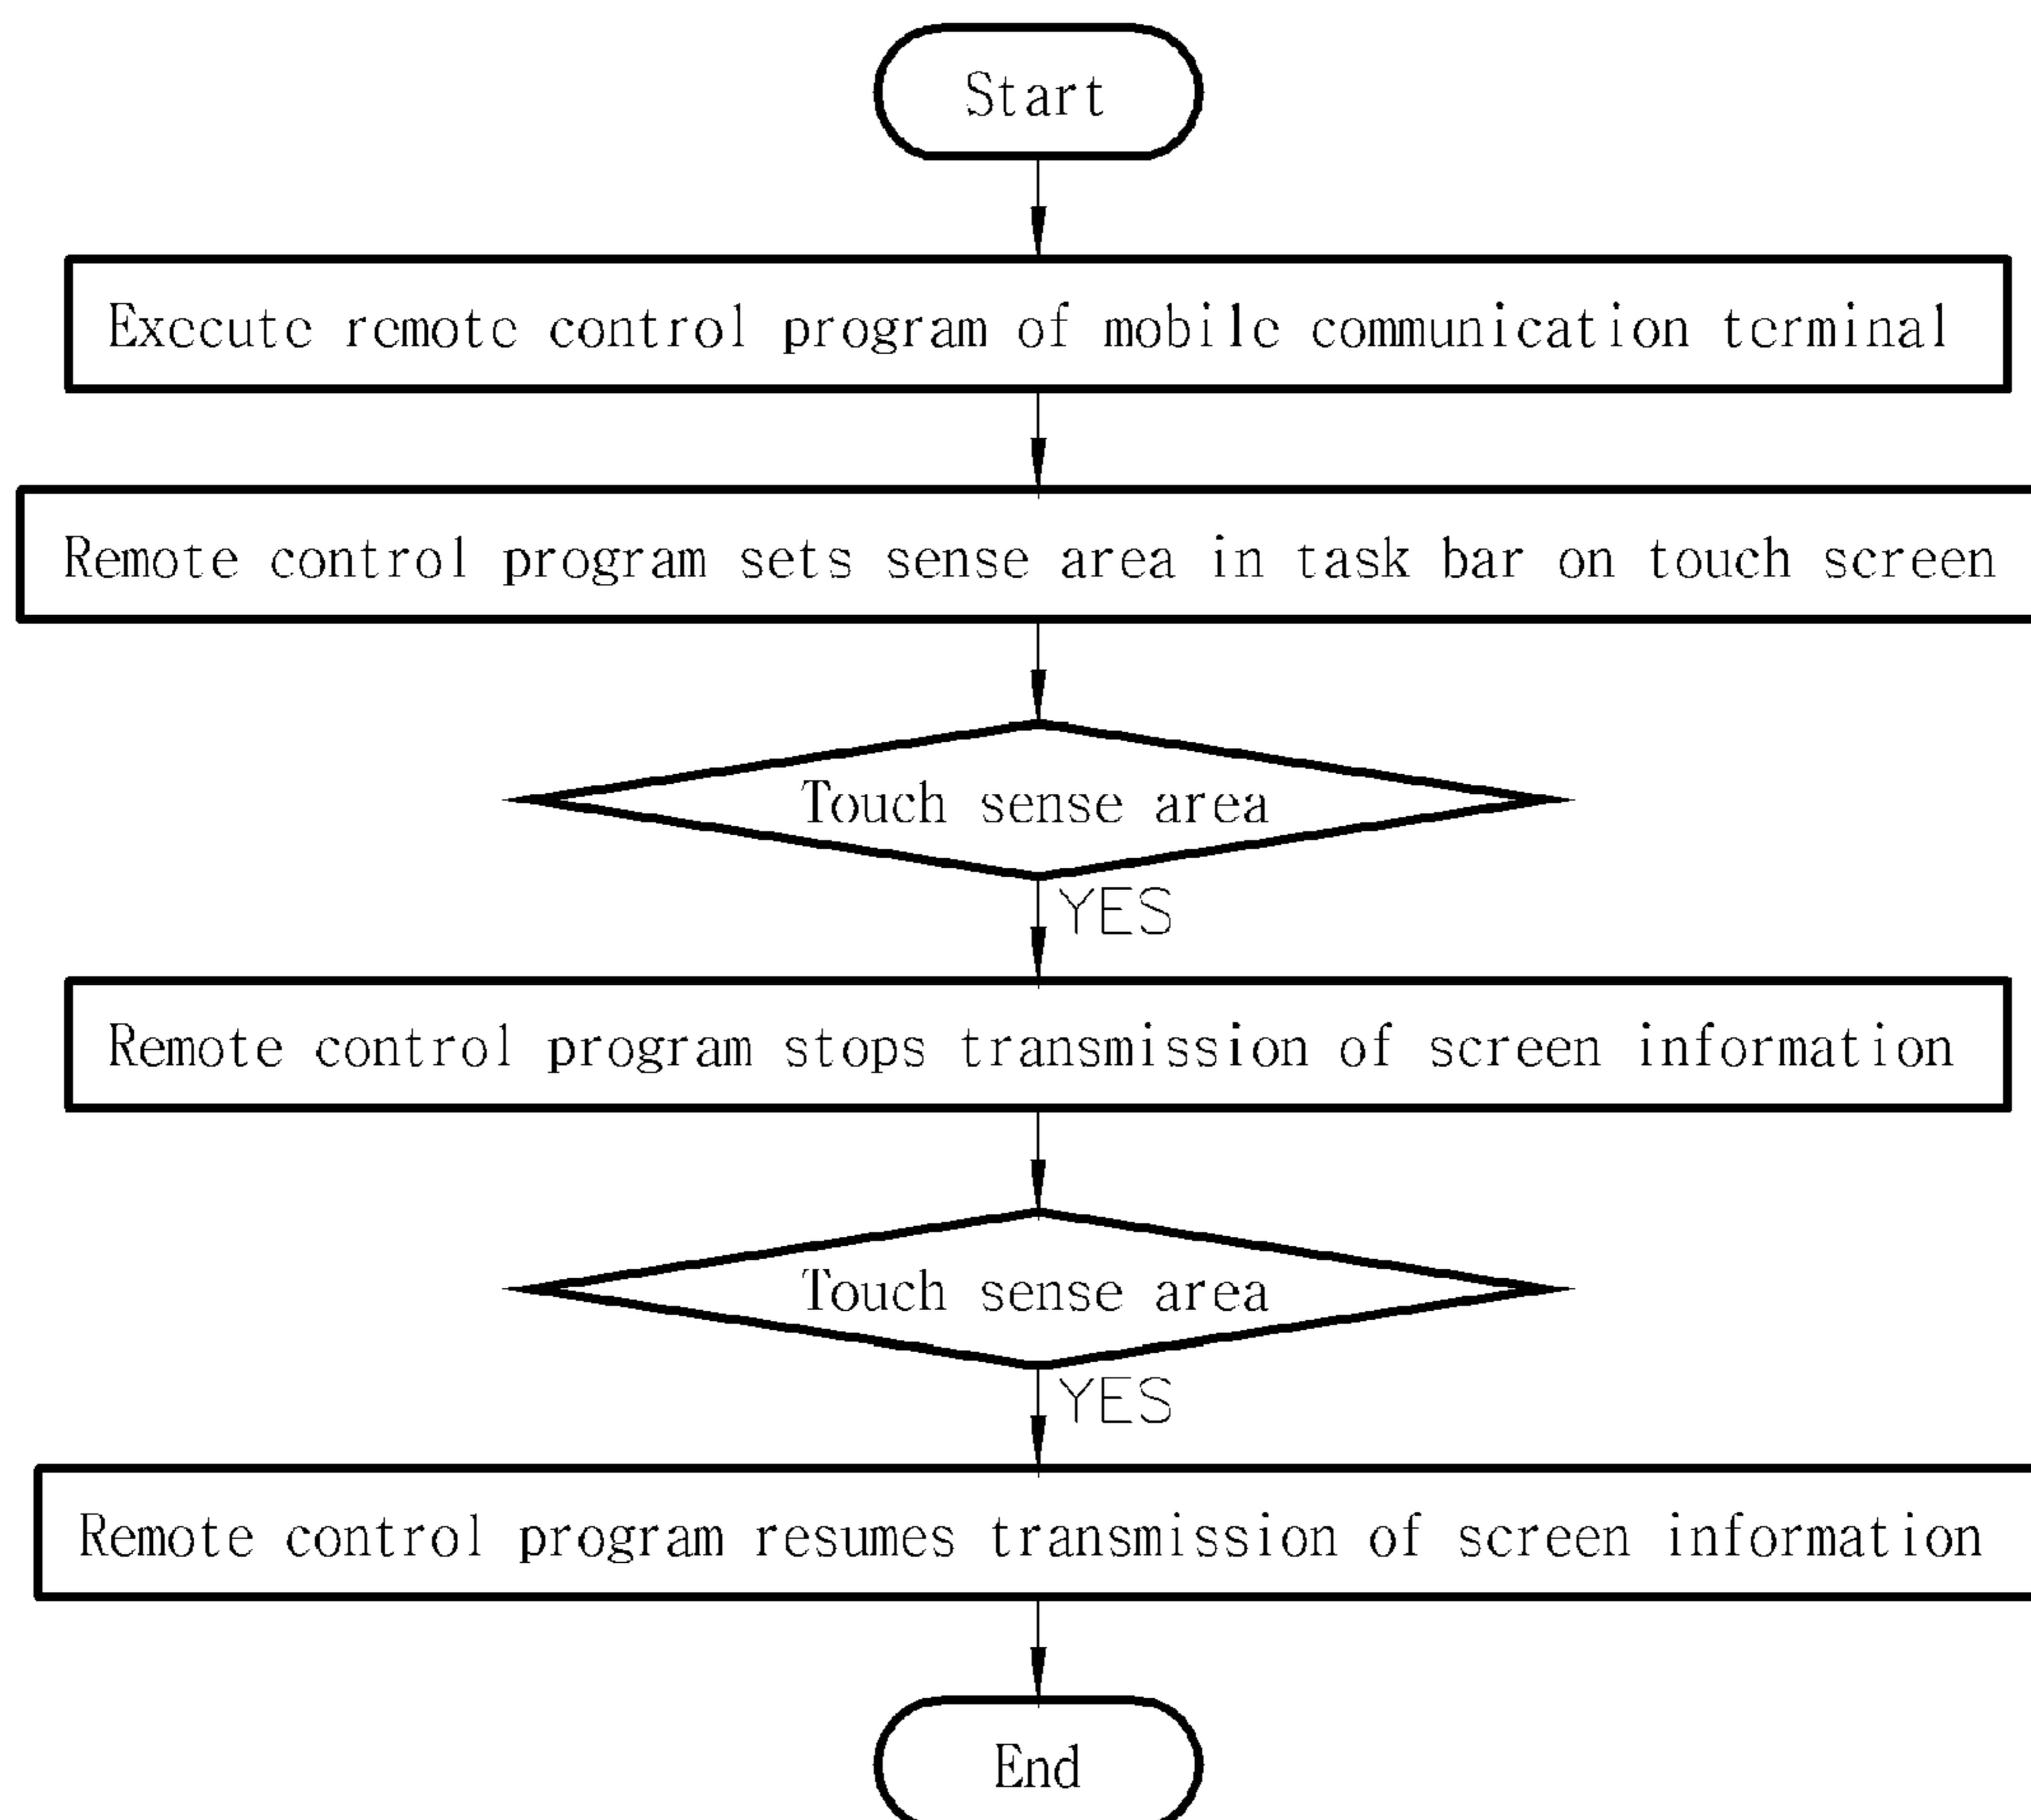 Start
Execute remote control program of mobile communication terminal
Remote control program sets sense area in task bar on touch screen
Touch sense area
YES
Remote control program stops transmission of screen information
Touch sense area
YES
Remote control program resumes transmission of screen information
End